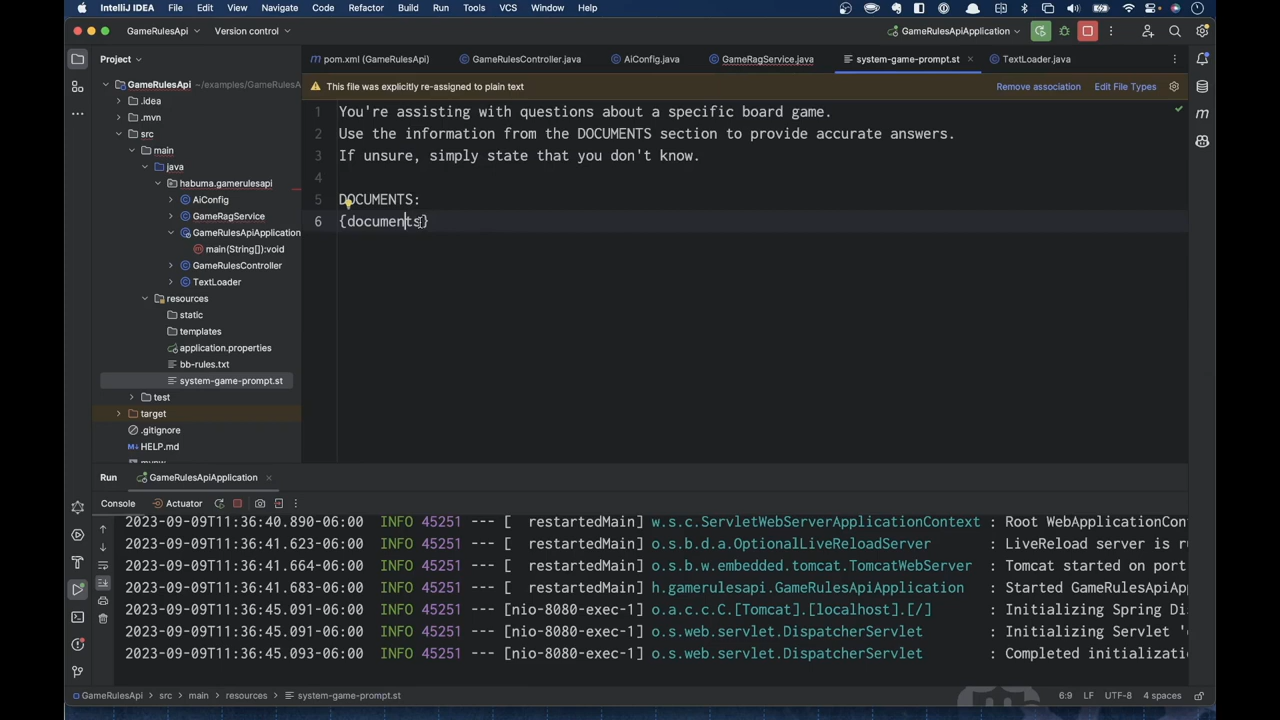 IntelliJ IDEA File Edit View Navigate Code Refactor Build Run Tools VCS Window Help
GameRulesApi Version control GameRulesApiApplication
Project pom.xml (GameRulesApi) GameRulesController.java AiConfig.java GameRagService.java system-game-prompt.st TextLoader.java
GameRulesApi ~/examples/GameRulesA
This file was explicitly re-assigned to plain text Remove association Edit File Types
.idea
.mvn
src
main
java
habuma.gamerulesapi
AiConfig
GameRagService
GameRulesApiApplication
main(String[]):void
GameRulesController
TextLoader
resources
static
templates
application.properties
bb-rules.txt
system-game-prompt.st
test
target
.gitignore
HELP.md
1 You're assisting with questions about a specific board game.
2 Use the information from the DOCUMENTS section to provide accurate answers.
3 If unsure, simply state that you don't know.
4
5 DOCUMENTS:
6 {documents}
Run GameRulesApiApplication
Console Actuator
2023-09-09T11:36:40.890-06:00 INFO 45251 --- [ restartedMain] w.s.c.ServletWebServerApplicationContext : Root WebApplicationCon
2023-09-09T11:36:41.623-06:00 INFO 45251 --- [ restartedMain] o.s.b.d.a.OptionalLiveReloadServer : LiveReload server is ru
2023-09-09T11:36:41.664-06:00 INFO 45251 --- [ restartedMain] o.s.b.w.embedded.tomcat.TomcatWebServer : Tomcat started on port
2023-09-09T11:36:41.683-06:00 INFO 45251 --- [ restartedMain] h.gamerulesapi.GameRulesApiApplication : Started GameRulesApiAp
2023-09-09T11:36:45.091-06:00 INFO 45251 --- [nio-8080-exec-1] o.a.c.c.C.[Tomcat].[localhost].[/] : Initializing Spring Dis
2023-09-09T11:36:45.091-06:00 INFO 45251 --- [nio-8080-exec-1] o.s.web.servlet.DispatcherServlet : Initializing Servlet 'd
2023-09-09T11:36:45.093-06:00 INFO 45251 --- [nio-8080-exec-1] o.s.web.servlet.DispatcherServlet : Completed initializatio
GameRulesApi src main resources system-game-prompt.st 6:9 LF UTF-8 4 spaces